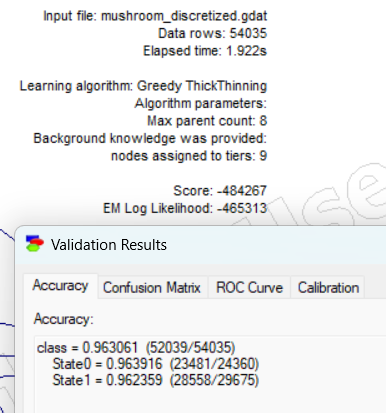 Input file: mushroom_discretized.gdat
Data rows: 54035
Elapsed time: 1.922s
Learning algorithm: Greedy ThickThinning
Algorithm parameters:
Max parent count: 8
Background knowledge was provided:
nodes assigned to tiers: 9
Score: -484267
EM Log Likelihood: -465313
Validation Results
Accuracy
Confusion Matrix
ROC Curve
Calibration
Accuracy:
class = 0.963061 (52039/54035)
State0 = 0.963916 (23481/24360)
State1 = 0.962359 (28558/29675)